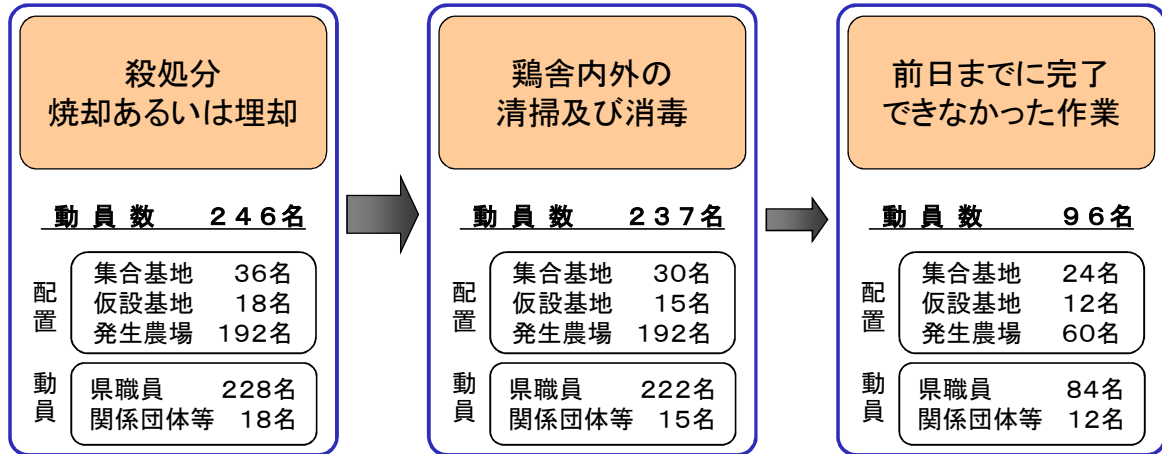 殺処分
焼却あるいは埋却
動員数 246名
配置
集合基地 36名
仮設基地 18名
発生農場 192名
動員
県職員 228名
関係団体等 18名
鶏舎内外の
清掃及び消毒
動員数 237名
配置
集合基地 30名
仮設基地 15名
発生農場 192名
動員
県職員 222名
関係団体等 15名
前日までに完了
できなかった作業
動員数 96名
配置
集合基地 24名
仮設基地 12名
発生農場 60名
動員
県職員 84名
関係団体等 12名